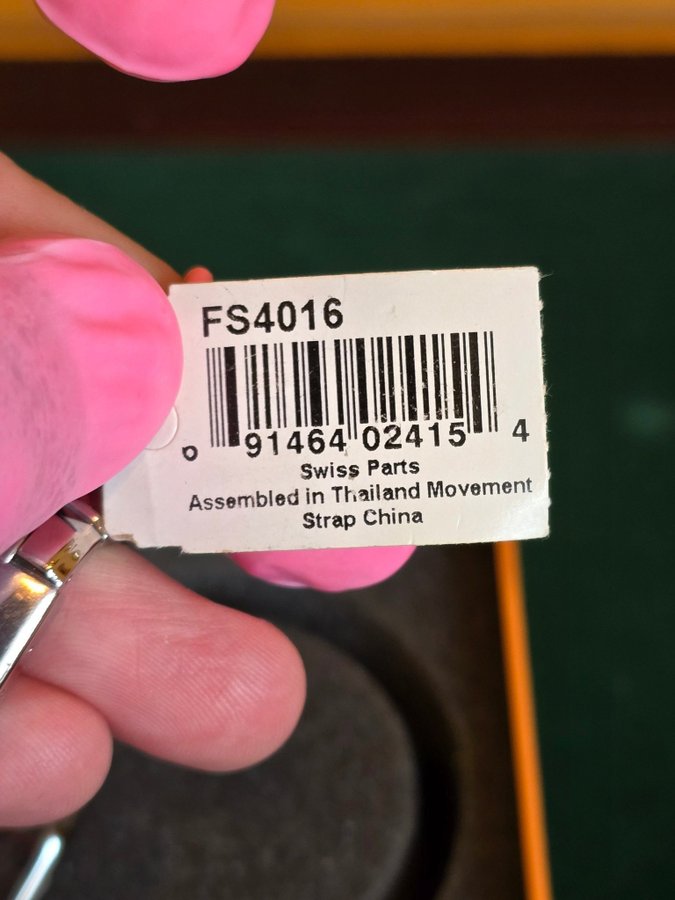 FS4016
0 91464 02415 4
Swiss Parts
Assembled in Thailand Movement
Strap China